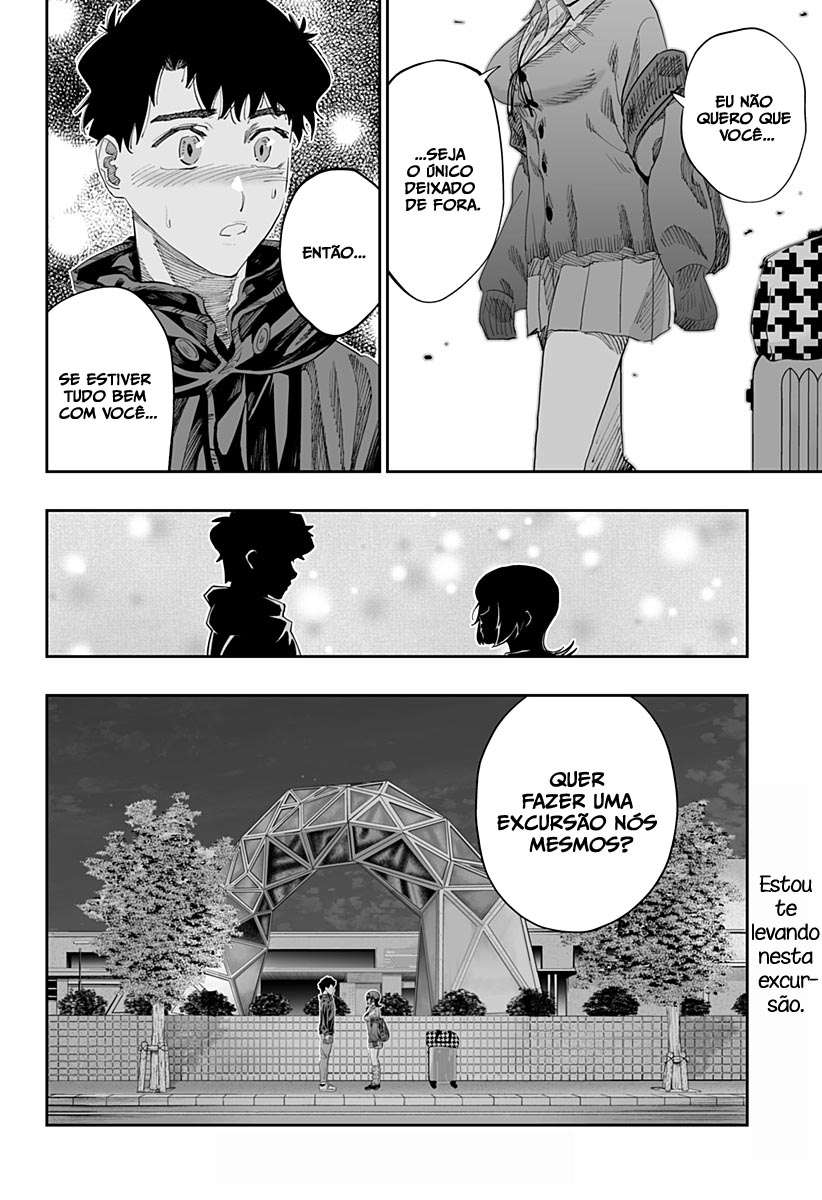 EU NÃO
QUERO QUE
VOCÊ...
...SEJA
O ÚNICO
DEIXADO
DE FORA.
ENTÃO...
SE ESTIVER
TUDO BEM
COM VOCÊ...
QUER
FAZER UMA
EXCURSÃO NÓS
MESMOS?
Estou
te
levando
nesta
excur-
são.